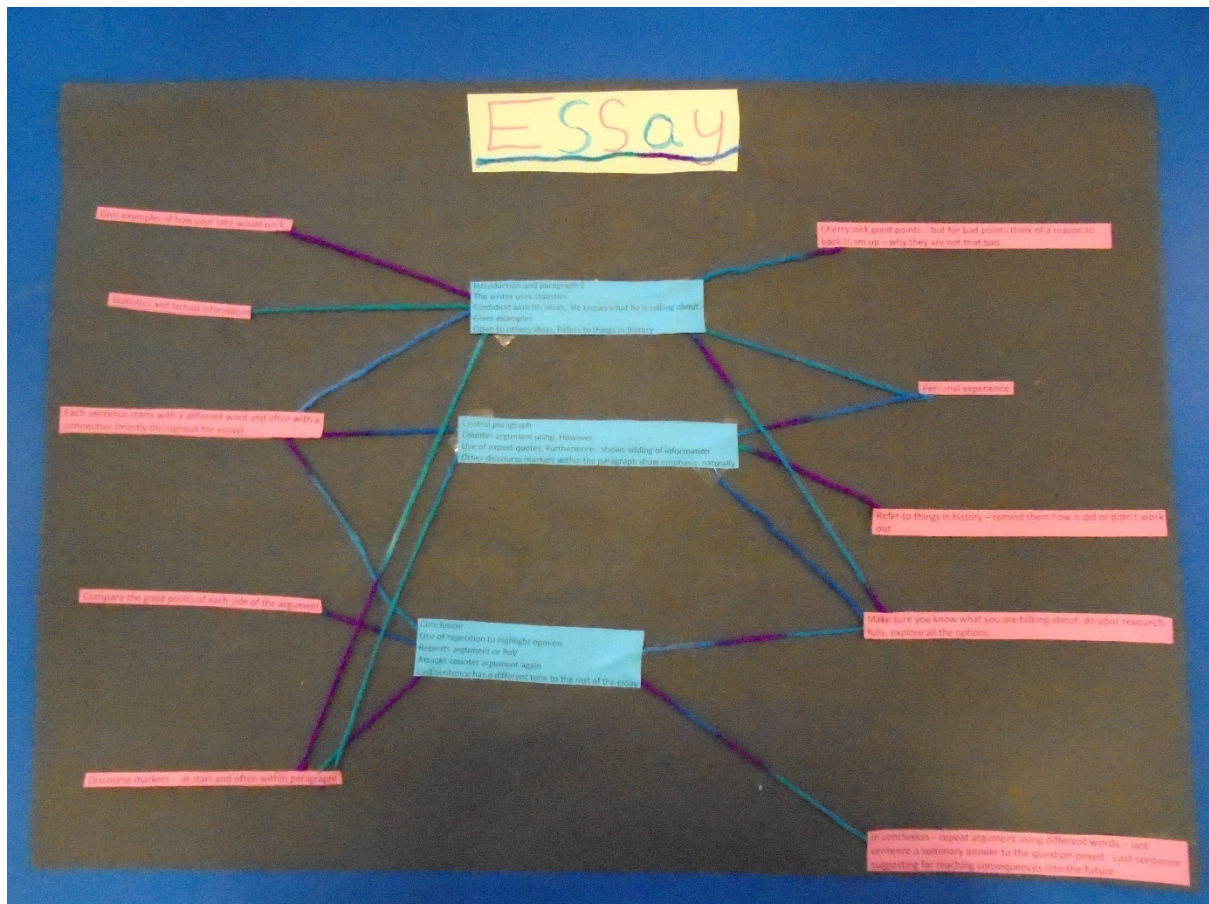 ESSay
Give examples of how your idea would work
Cherry pick good points – but for bad points think of a reason to
back them up – why they are not that bad.
Statistics and factual information
Introduction and paragraph 2
The writer uses statistics
Confident with his ideas. He knows what he is talking about
Gives examples
Open to others ideas. Refers to things in history
Personal experience
Each sentence starts with a different word and often with a
connective (mostly throughout the essay)
Central paragraph
Counter argument using: However
Use of expert quotes. Furthermore - shows adding of information
Other discourse markers within the paragraph show emphasis: naturally
Refer to things in history – remind them how it did or didn't work
out
Compare the good points of each side of the argument
Conclusion
Use of repetition to highlight opinion
Repeats argument or PoV
Attacks counter argument again
Last sentence has a different tone to the rest of the essay
Make sure you know what you are talking about, do your research
fully, explore all the options
Discourse markers – at start and often within paragraph
In conclusion – repeat argument using different words – last
sentence a summary answer to the question posed. Last sentence
suggesting far reaching consequences into the future